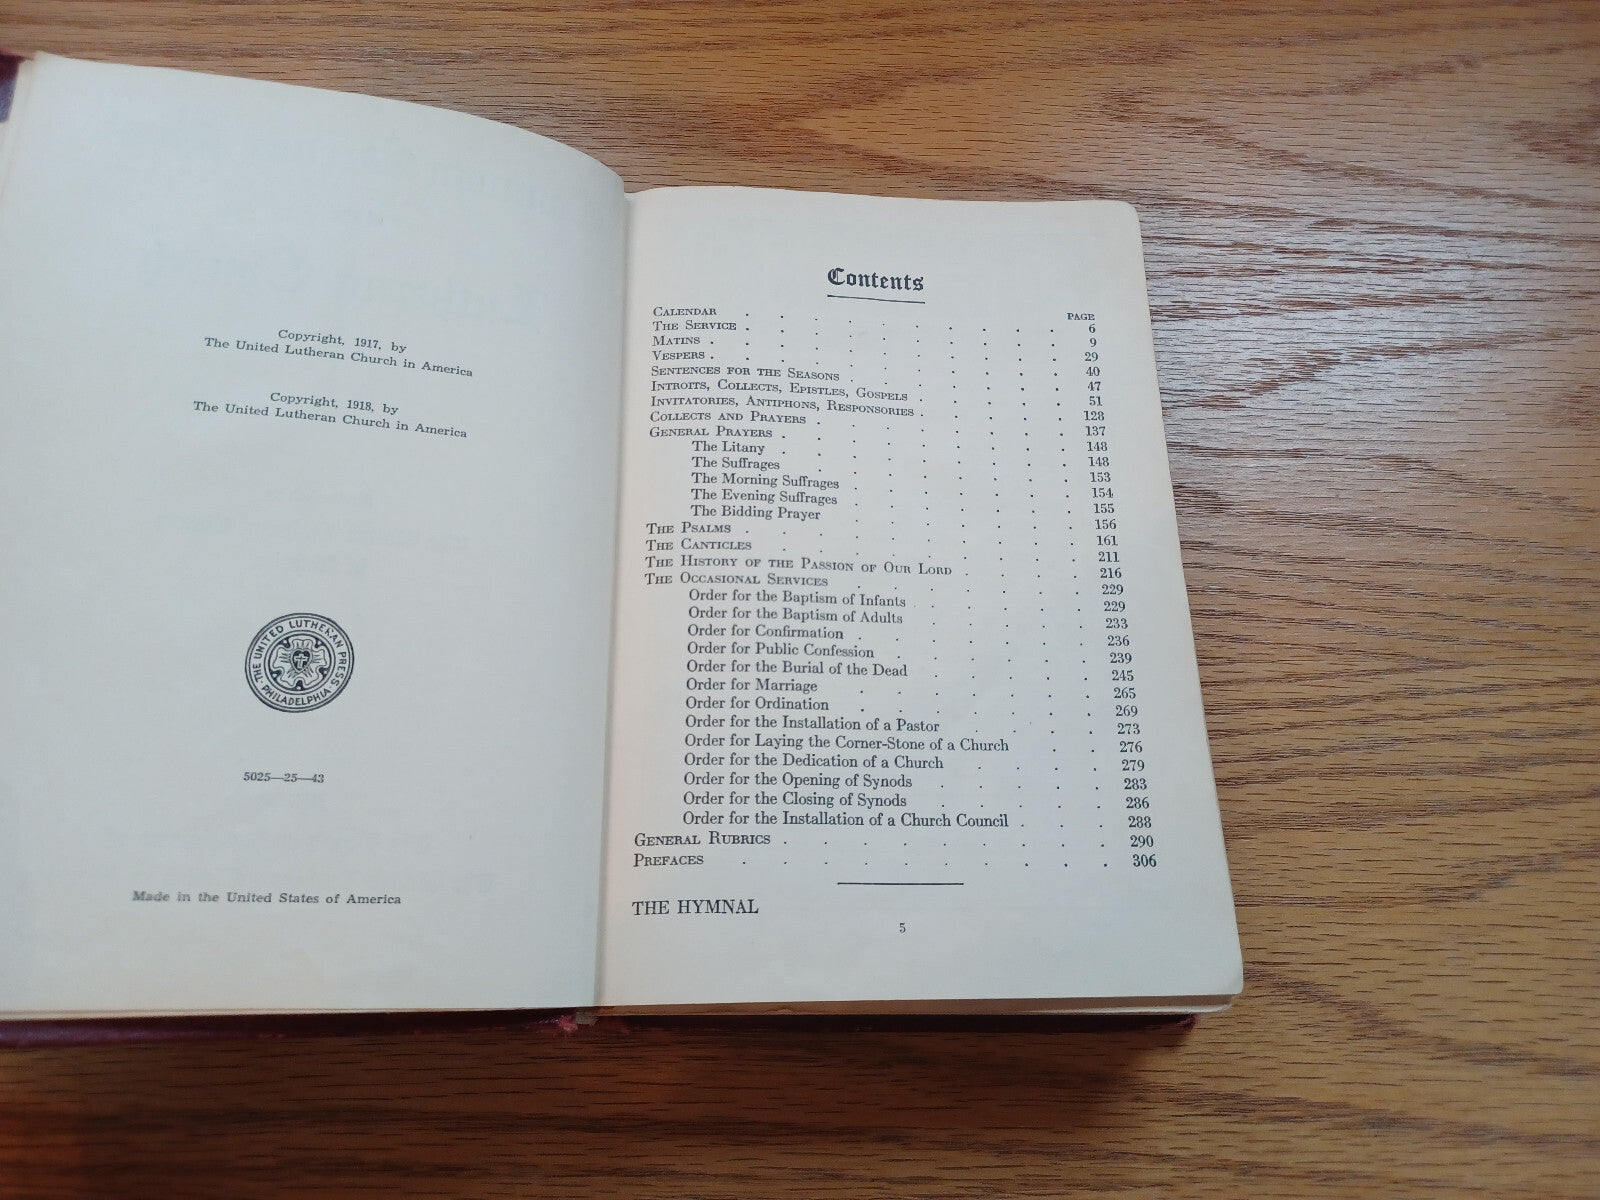 Copyright, 1917, by
The United Lutheran Church in America
Copyright, 1918, by
The United Lutheran Church in America
THE UNITED LUTHERAN PRESS
PHILADELPHIA
5025—25—43
Made in the United States of America
Contents
PAGE
CALENDAR 6
THE SERVICE 9
MATINS 29
VESPERS 40
SENTENCES FOR THE SEASONS 47
INTROITS, COLLECTS, EPISTLES, GOSPELS 51
INVITATORIES, ANTIPHONS, RESPONSORIES 128
COLLECTS AND PRAYERS 137
GENERAL PRAYERS 148
The Litany 148
The Suffrages 153
The Morning Suffrages 154
The Evening Suffrages 155
The Bidding Prayer 156
THE PSALMS 161
THE CANTICLES 211
THE HISTORY OF THE PASSION OF OUR LORD 216
THE OCCASIONAL SERVICES 229
Order for the Baptism of Infants 229
Order for the Baptism of Adults 233
Order for Confirmation 236
Order for Public Confession 239
Order for the Burial of the Dead 245
Order for Marriage 265
Order for Ordination 269
Order for the Installation of a Pastor 273
Order for Laying the Corner-Stone of a Church 276
Order for the Dedication of a Church 279
Order for the Opening of Synods 283
Order for the Closing of Synods 286
Order for the Installation of a Church Council 288
GENERAL RUBRICS 290
PREFACES 306
THE HYMNAL
5